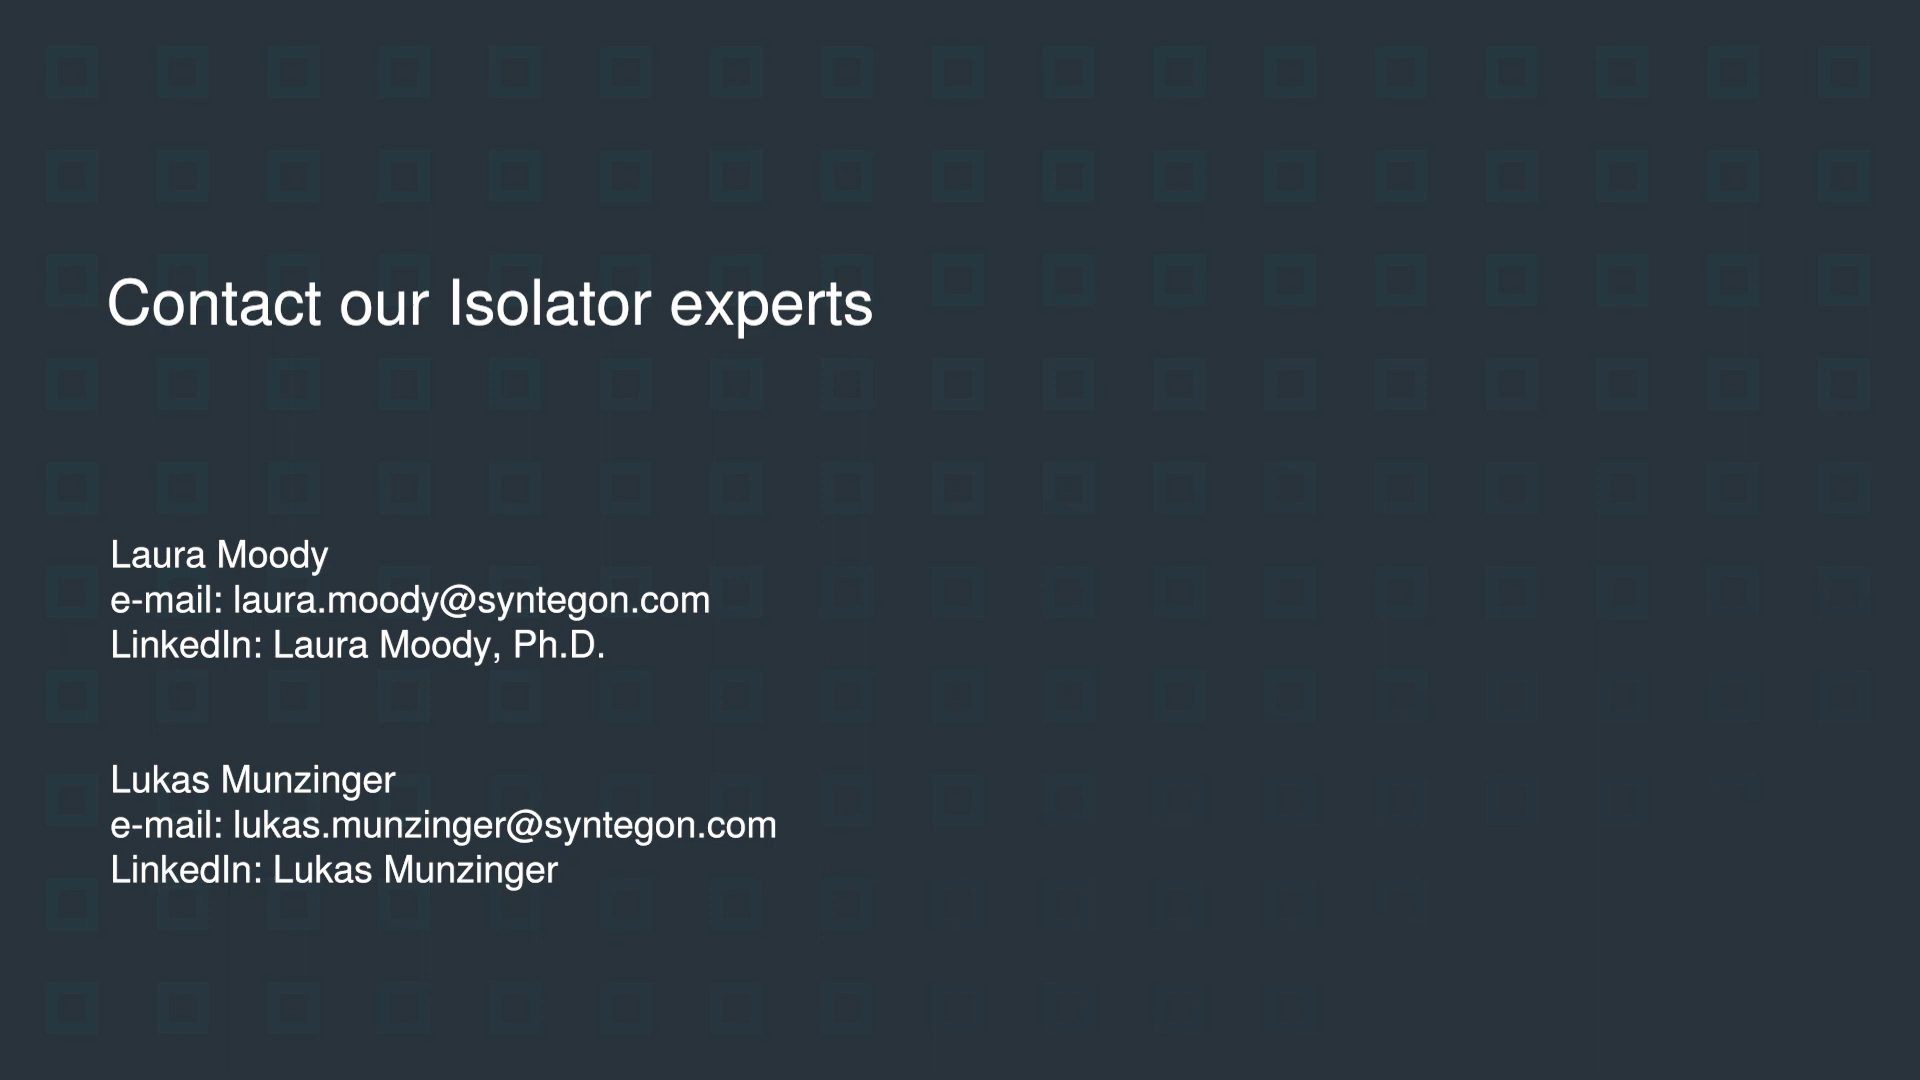 Contact our Isolator experts
Laura Moody
e-mail: laura.moody@syntegon.com
LinkedIn: Laura Moody, Ph.D.
Lukas Munzinger
e-mail: lukas.munzinger@syntegon.com
LinkedIn: Lukas Munzinger